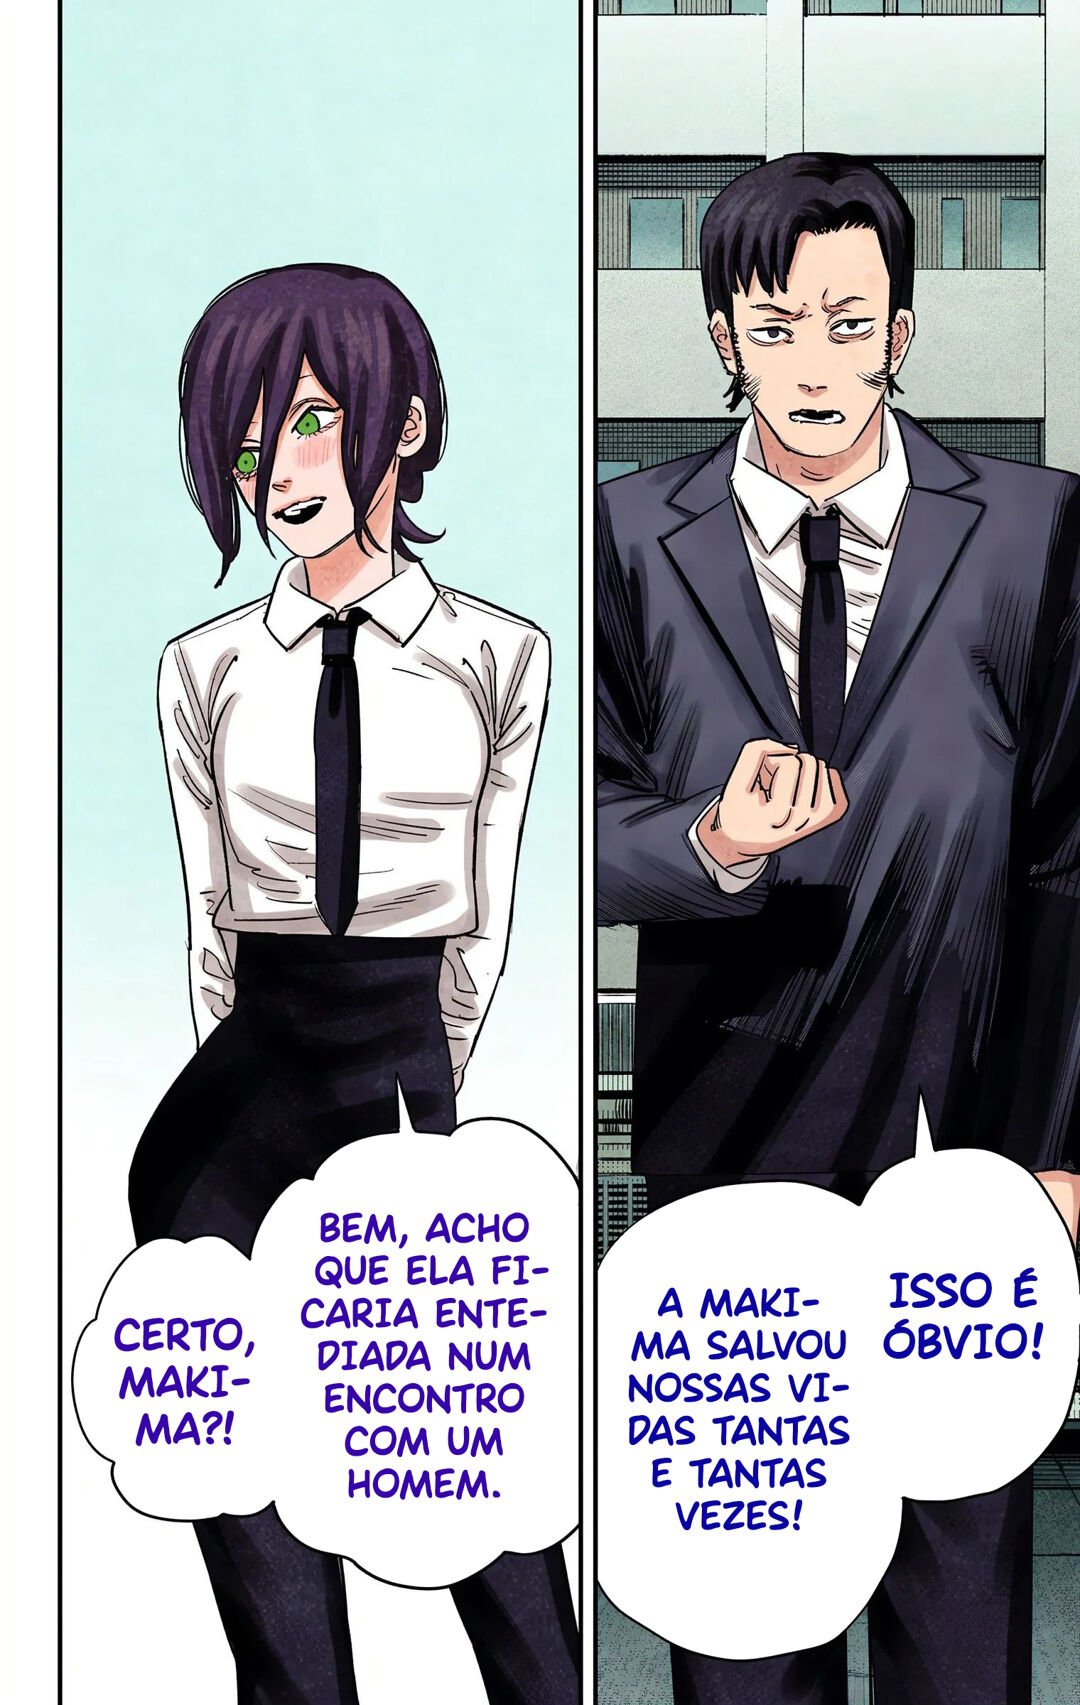 ISSO É
ÓBVIO!
A MAKI-
MA SALVOU
NOSSAS VI-
DAS TANTAS
E TANTAS
VEZES!
BEM, ACHO
QUE ELA FI-
CARIA ENTE-
DIADA NUM
ENCONTRO
COM UM
HOMEM.
CERTO,
MAKI-
MA?!